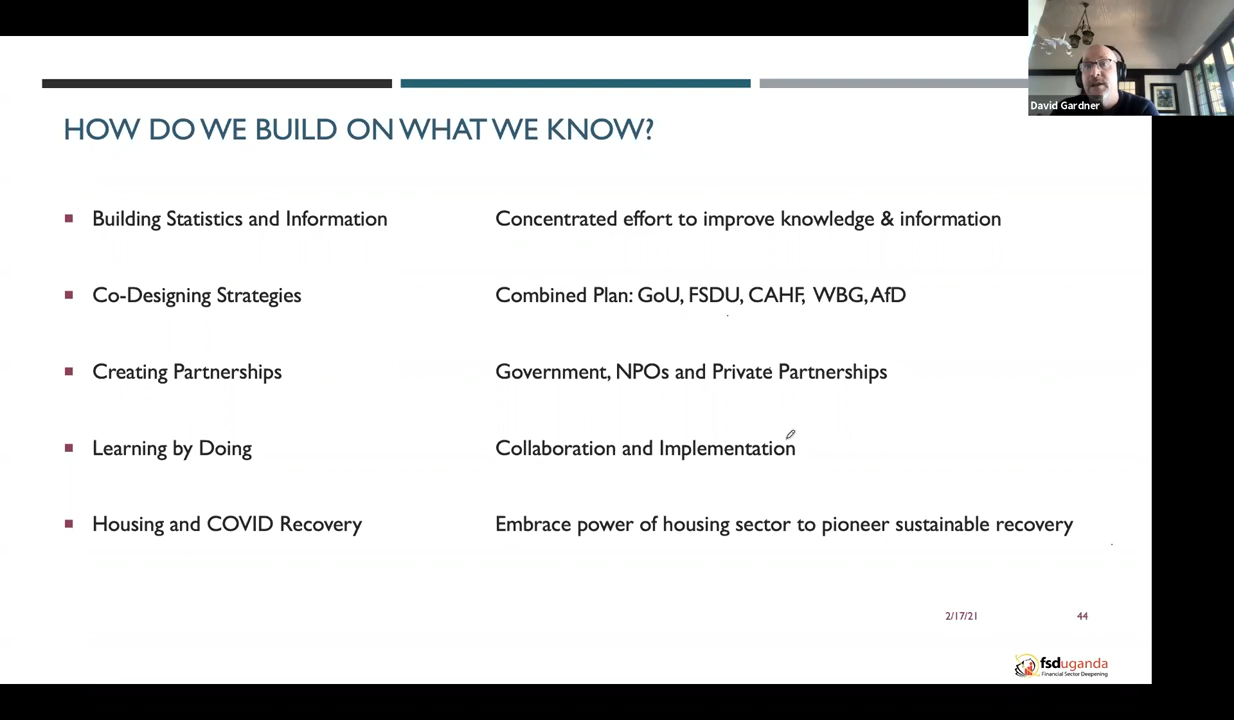 David Gardner
HOW DO WE BUILD ON WHAT WE KNOW?
Building Statistics and Information Concentrated effort to improve knowledge & information
Co-Designing Strategies Combined Plan: GoU, FSDU, CAHF, WBG, AfD
Creating Partnerships Government, NPOs and Private Partnerships
Learning by Doing Collaboration and Implementation
Housing and COVID Recovery Embrace power of housing sector to pioneer sustainable recovery
2/17/21 44
fsduganda
Financial Sector Deepening